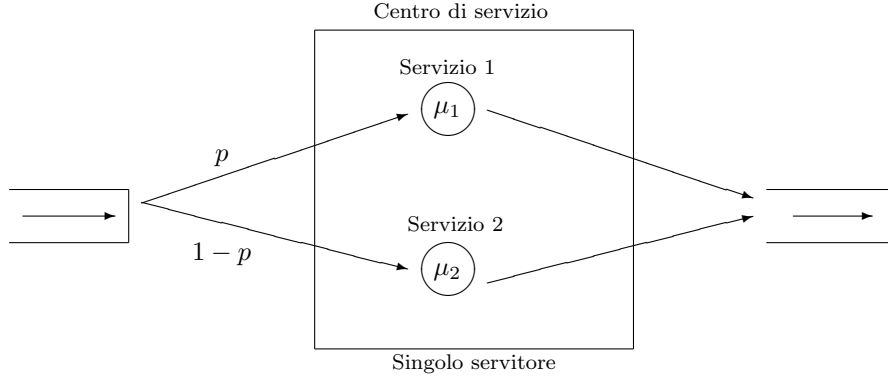 Centro di servizio
Servizio 1
μ₁
p
Servizio 2
1 − p
μ₂
Singolo servitore